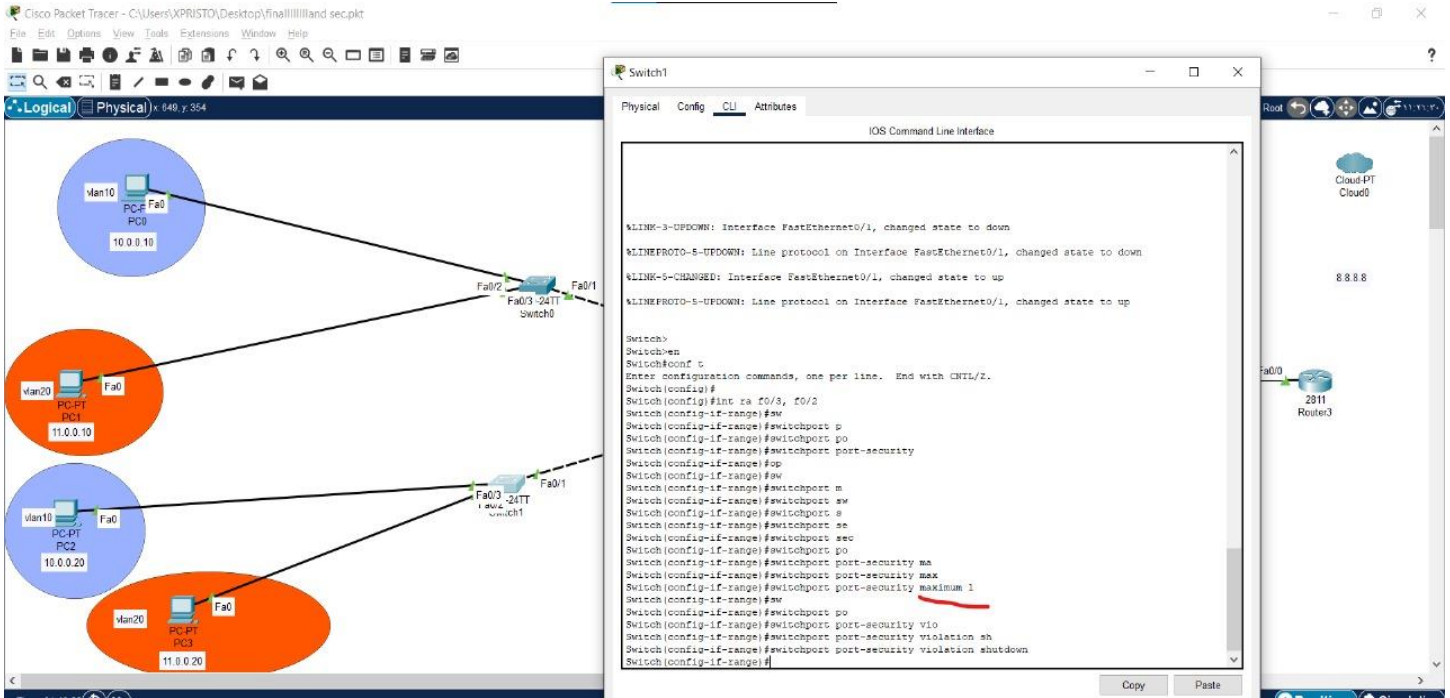 Cisco Packet Tracer - C:\Users\XPRISTO\Desktop\finalllllllland sec.pkt
File Edit Options View Tools Extensions Window Help
?
Logical Physical x: 649, y: 354
Root
vlan10
Fa0
PC0
10.0.0.10
vlan20
Fa0
PC-PT
PC1
11.0.0.10
vlan10
Fa0
PC-PT
PC2
10.0.0.20
vlan20
Fa0
PC-PT
PC3
11.0.0.20
Fa0/2
Fa0/1
Fa0/3 -24TT
Switch0
Fa0/1
Fa0/3 -24TT
Switch1
Physical Config CLI Attributes
IOS Command Line Interface
%LINK-3-UPDOWN: Interface FastEthernet0/1, changed state to down
%LINEPROTO-5-UPDOWN: Line protocol on Interface FastEthernet0/1, changed state to down
%LINK-5-CHANGED: Interface FastEthernet0/1, changed state to up
%LINEPROTO-5-UPDOWN: Line protocol on Interface FastEthernet0/1, changed state to up
Switch>
Switch>en
Switch#conf t
Enter configuration commands, one per line. End with CNTL/Z.
Switch(config)#
Switch(config)#int ra f0/3, f0/2
Switch(config-if-range)#sw
Switch(config-if-range)#switchport p
Switch(config-if-range)#switchport po
Switch(config-if-range)#switchport port-security
Switch(config-if-range)#op
Switch(config-if-range)#sw
Switch(config-if-range)#switchport m
Switch(config-if-range)#switchport sw
Switch(config-if-range)#switchport s
Switch(config-if-range)#switchport se
Switch(config-if-range)#switchport sec
Switch(config-if-range)#switchport po
Switch(config-if-range)#switchport port-security ma
Switch(config-if-range)#switchport port-security max
Switch(config-if-range)#switchport port-security maximum 1
Switch(config-if-range)#sw
Switch(config-if-range)#switchport po
Switch(config-if-range)#switchport port-security vio
Switch(config-if-range)#switchport port-security violation sh
Switch(config-if-range)#switchport port-security violation shutdown
Switch(config-if-range)#
Copy Paste
Cloud-PT
Cloud0
8.8.8.8
Fa0/0
2811
Router3